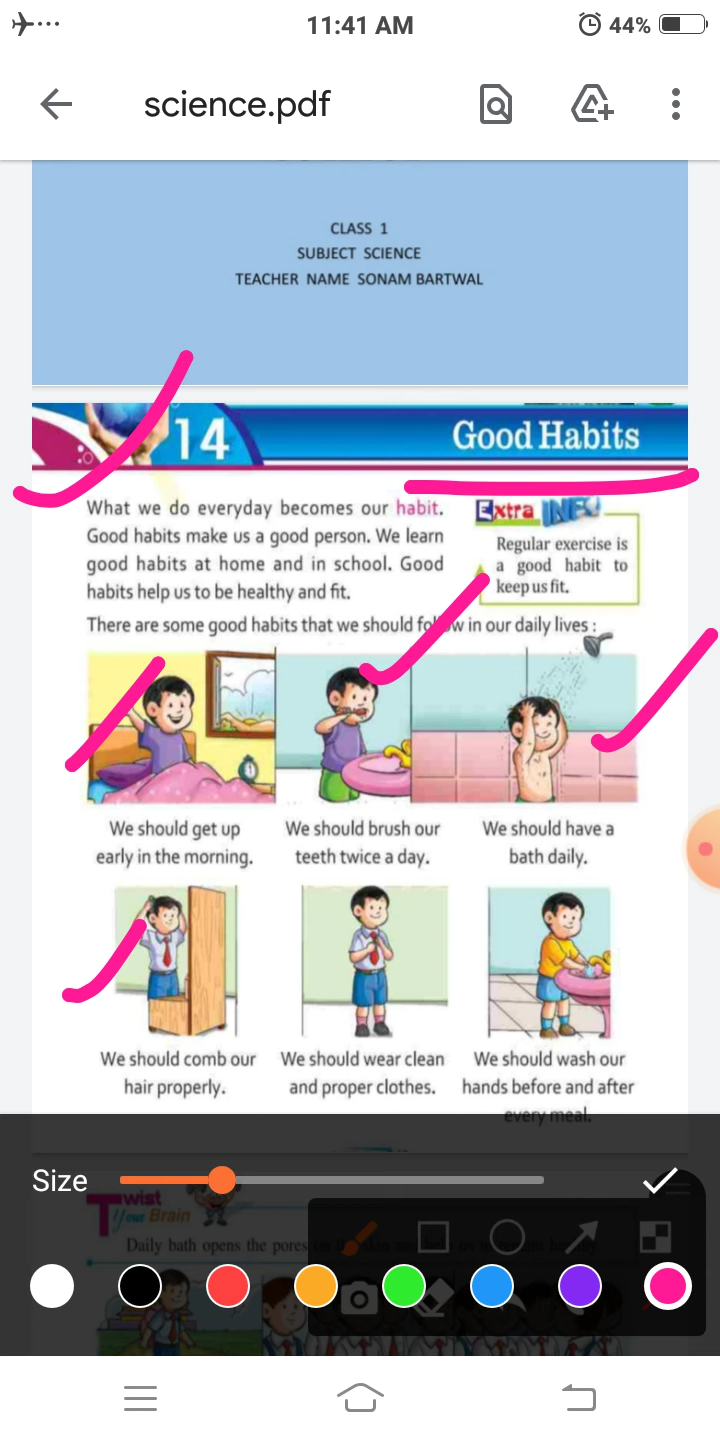 11:41 AM
44%
science.pdf
CLASS 1
SUBJECT SCIENCE
TEACHER NAME SONAM BARTWAL
14
Good Habits
What we do everyday becomes our habit.
Good habits make us a good person. We learn
good habits at home and in school. Good
habits help us to be healthy and fit.
Extra INFO
Regular exercise is
a good habit to
keep us fit.
There are some good habits that we should follow in our daily lives :
We should get up
early in the morning.
We should brush our
teeth twice a day.
We should have a
bath daily.
We should comb our
hair properly.
We should wear clean
and proper clothes.
We should wash our
hands before and after
every meal.
Size
Twist
Your Brain
Daily bath opens the pores